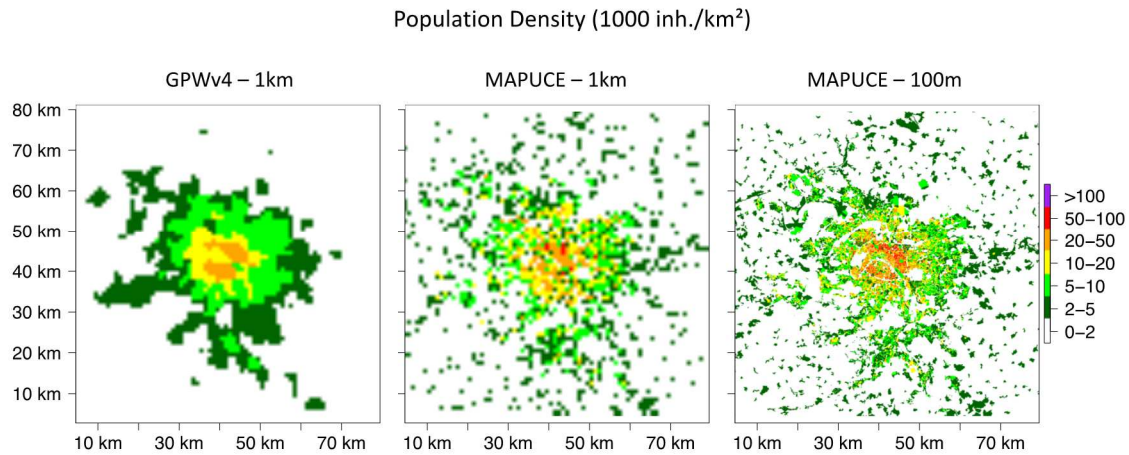 Population Density (1000 inh./km²)
GPWv4 – 1km
MAPUCE – 1km
MAPUCE – 100m
80 km
70 km
60 km
50 km
40 km
30 km
20 km
10 km
>100
50–100
20–50
10–20
5–10
2–5
0–2
10 km 30 km 50 km 70 km
10 km 30 km 50 km 70 km
10 km 30 km 50 km 70 km